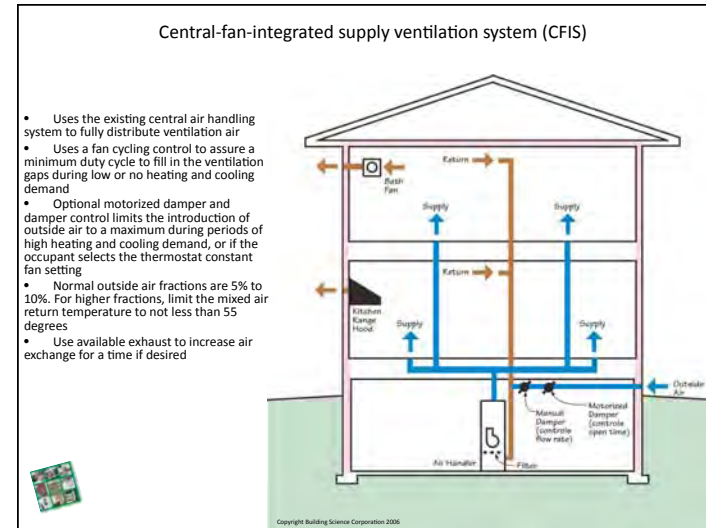 Central-fan-integrated supply ventilation system (CFIS)
• Uses the existing central air handling
system to fully distribute ventilation air
• Uses a fan cycling control to assure a
minimum duty cycle to fill in the ventilation
gaps during low or no heating and cooling
demand
• Optional motorized damper and
damper control limits the introduction of
outside air to a maximum during periods of
high heating and cooling demand, or if the
occupant selects the thermostat constant
fan setting
• Normal outside air fractions are 5% to
10%. For higher fractions, limit the mixed air
return temperature to not less than 55
degrees
• Use available exhaust to increase air
exchange for a time if desired
Return
Bath
Fan
Supply
Supply
Return
Kitchen
Range
Hood
Supply
Supply
Outside
Air
Manual
Damper
(controls
flow rate)
Motorized
Damper
(controls
open time)
Air Handler
Filter
Copyright Building Science Corporation 2006